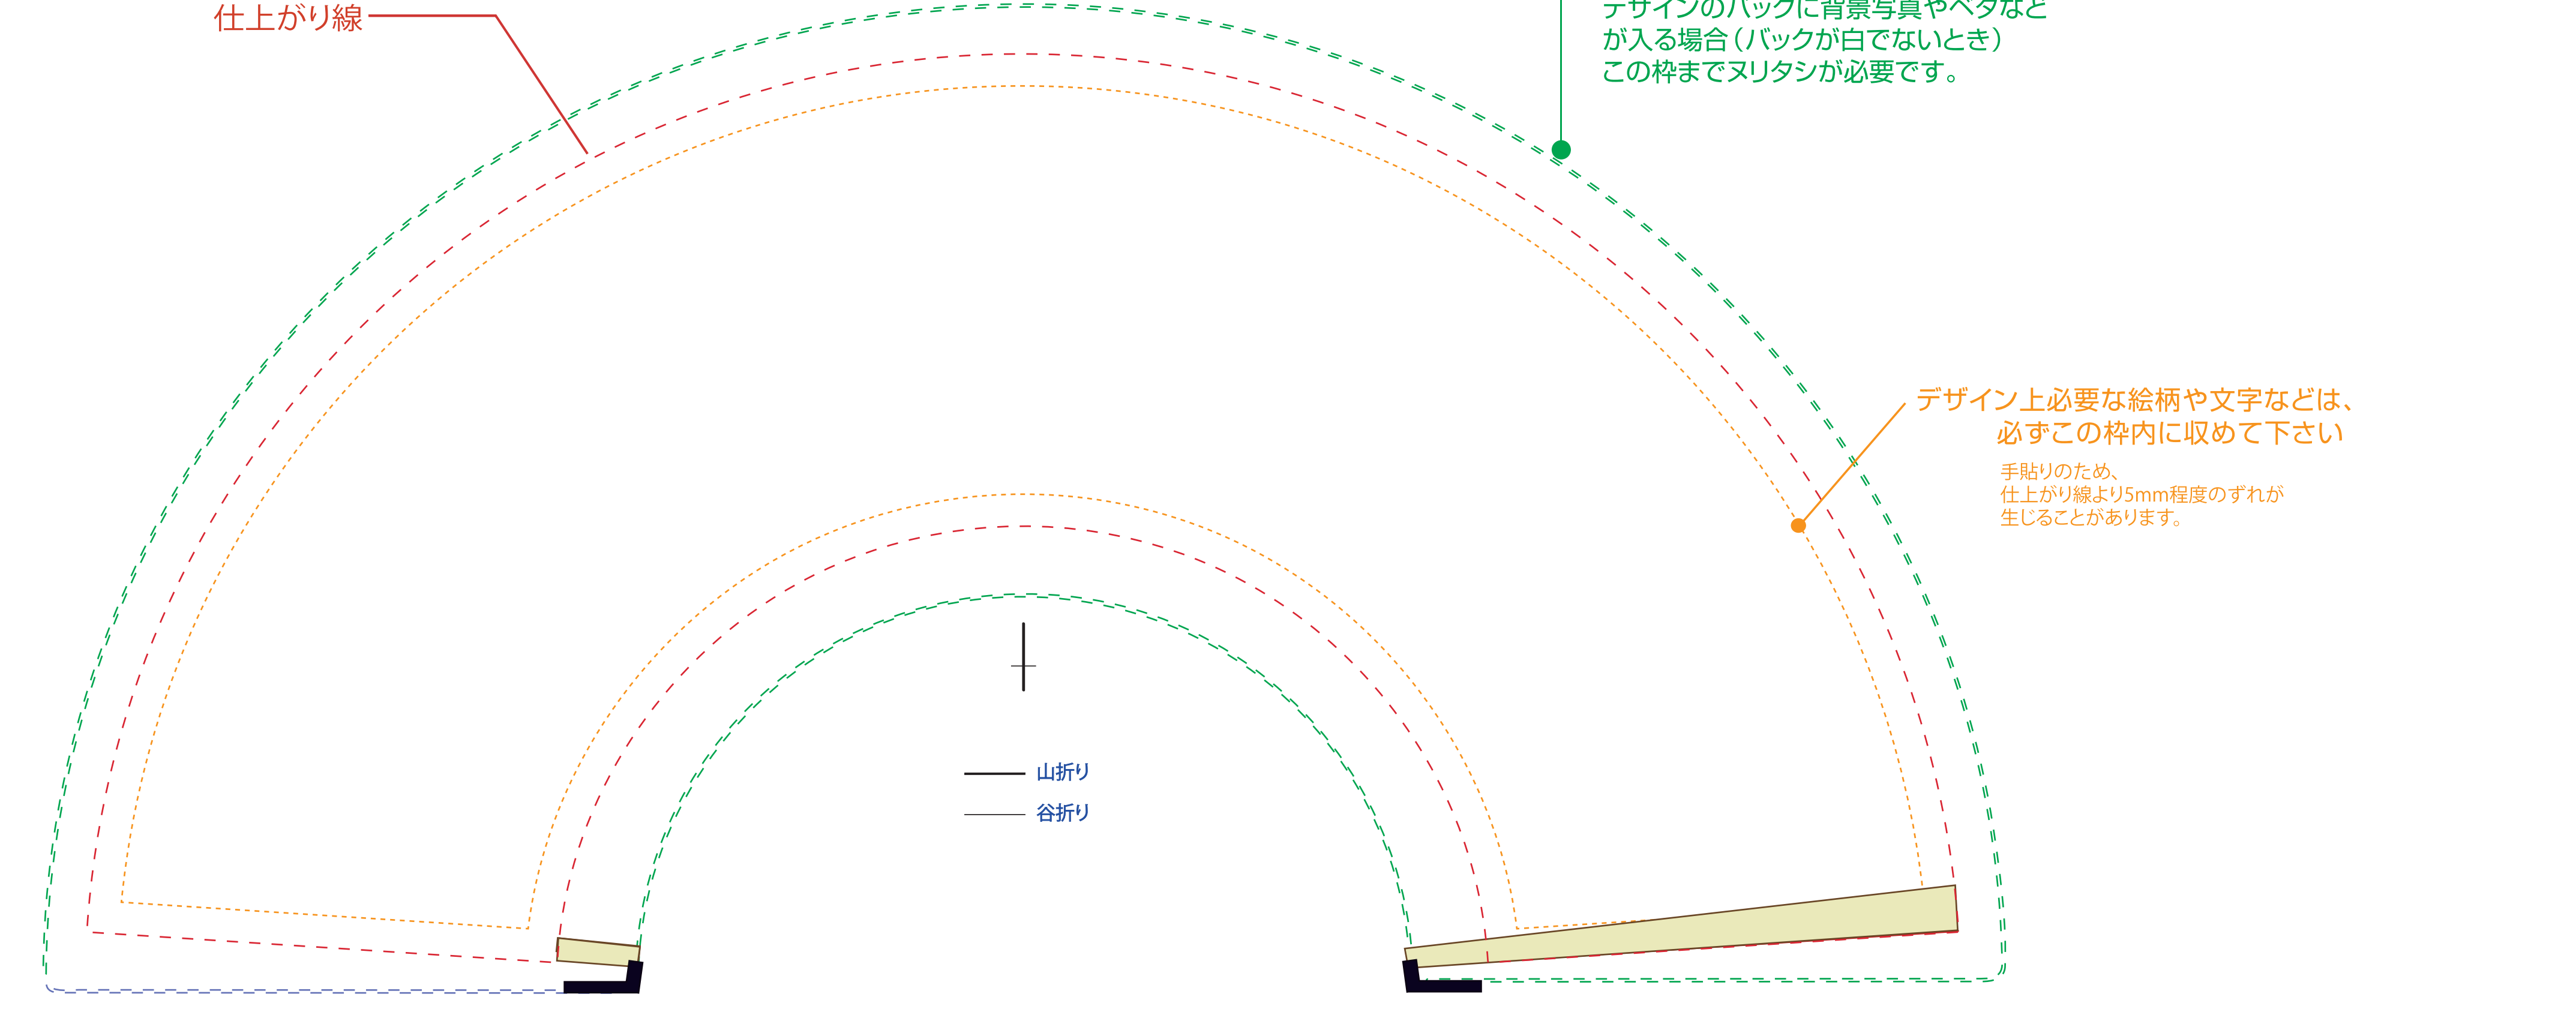 仕上がり線
デザインのバックに背景写真やベタなど
が入る場合（バックが白でないとき）
この枠までヌリタシが必要です。
デザイン上必要な絵柄や文字などは、
必ずこの枠内に収めて下さい
手貼りのため、
仕上がり線より5mm程度のずれが
生じることがあります。
山折り
谷折り